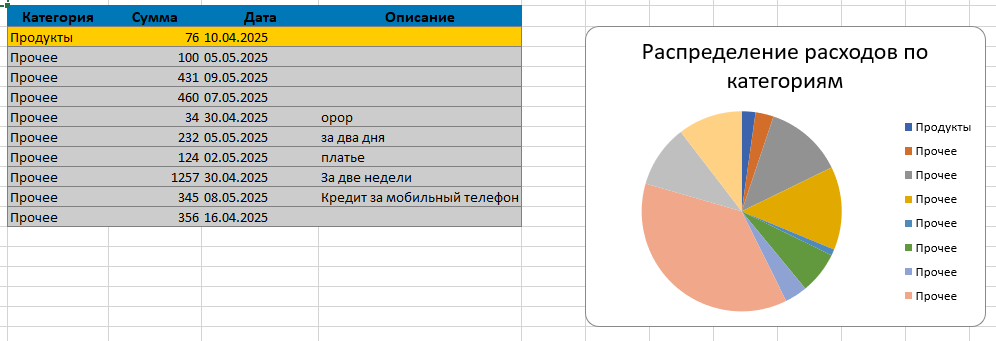 Категория Сумма Дата Описание
Продукты 76 10.04.2025
Прочее 100 05.05.2025
Прочее 431 09.05.2025
Прочее 460 07.05.2025
Прочее 34 30.04.2025 орор
Прочее 232 05.05.2025 за два дня
Прочее 124 02.05.2025 платье
Прочее 1257 30.04.2025 За две недели
Прочее 345 08.05.2025 Кредит за мобильный телефон
Прочее 356 16.04.2025
Распределение расходов по
категориям
Продукты
Прочее
Прочее
Прочее
Прочее
Прочее
Прочее
Прочее